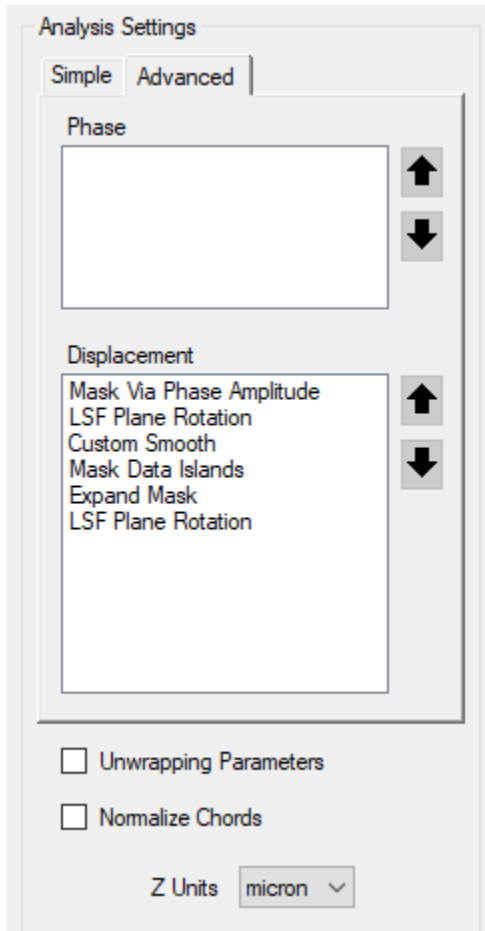 Analysis Settings
Simple Advanced
Phase
Displacement
Mask Via Phase Amplitude
LSF Plane Rotation
Custom Smooth
Mask Data Islands
Expand Mask
LSF Plane Rotation
Unwrapping Parameters
Normalize Chords
Z Units micron